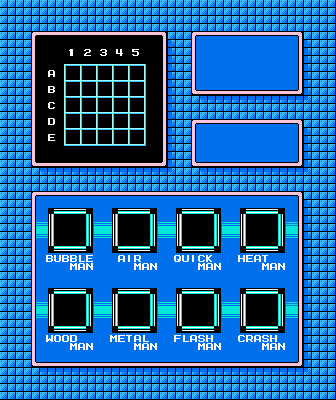 1 2 3 4 5
A
B
C
D
E
BUBBLE MAN AIR MAN QUICK MAN HEAT MAN
WOOD MAN METAL MAN FLASH MAN CRASH MAN